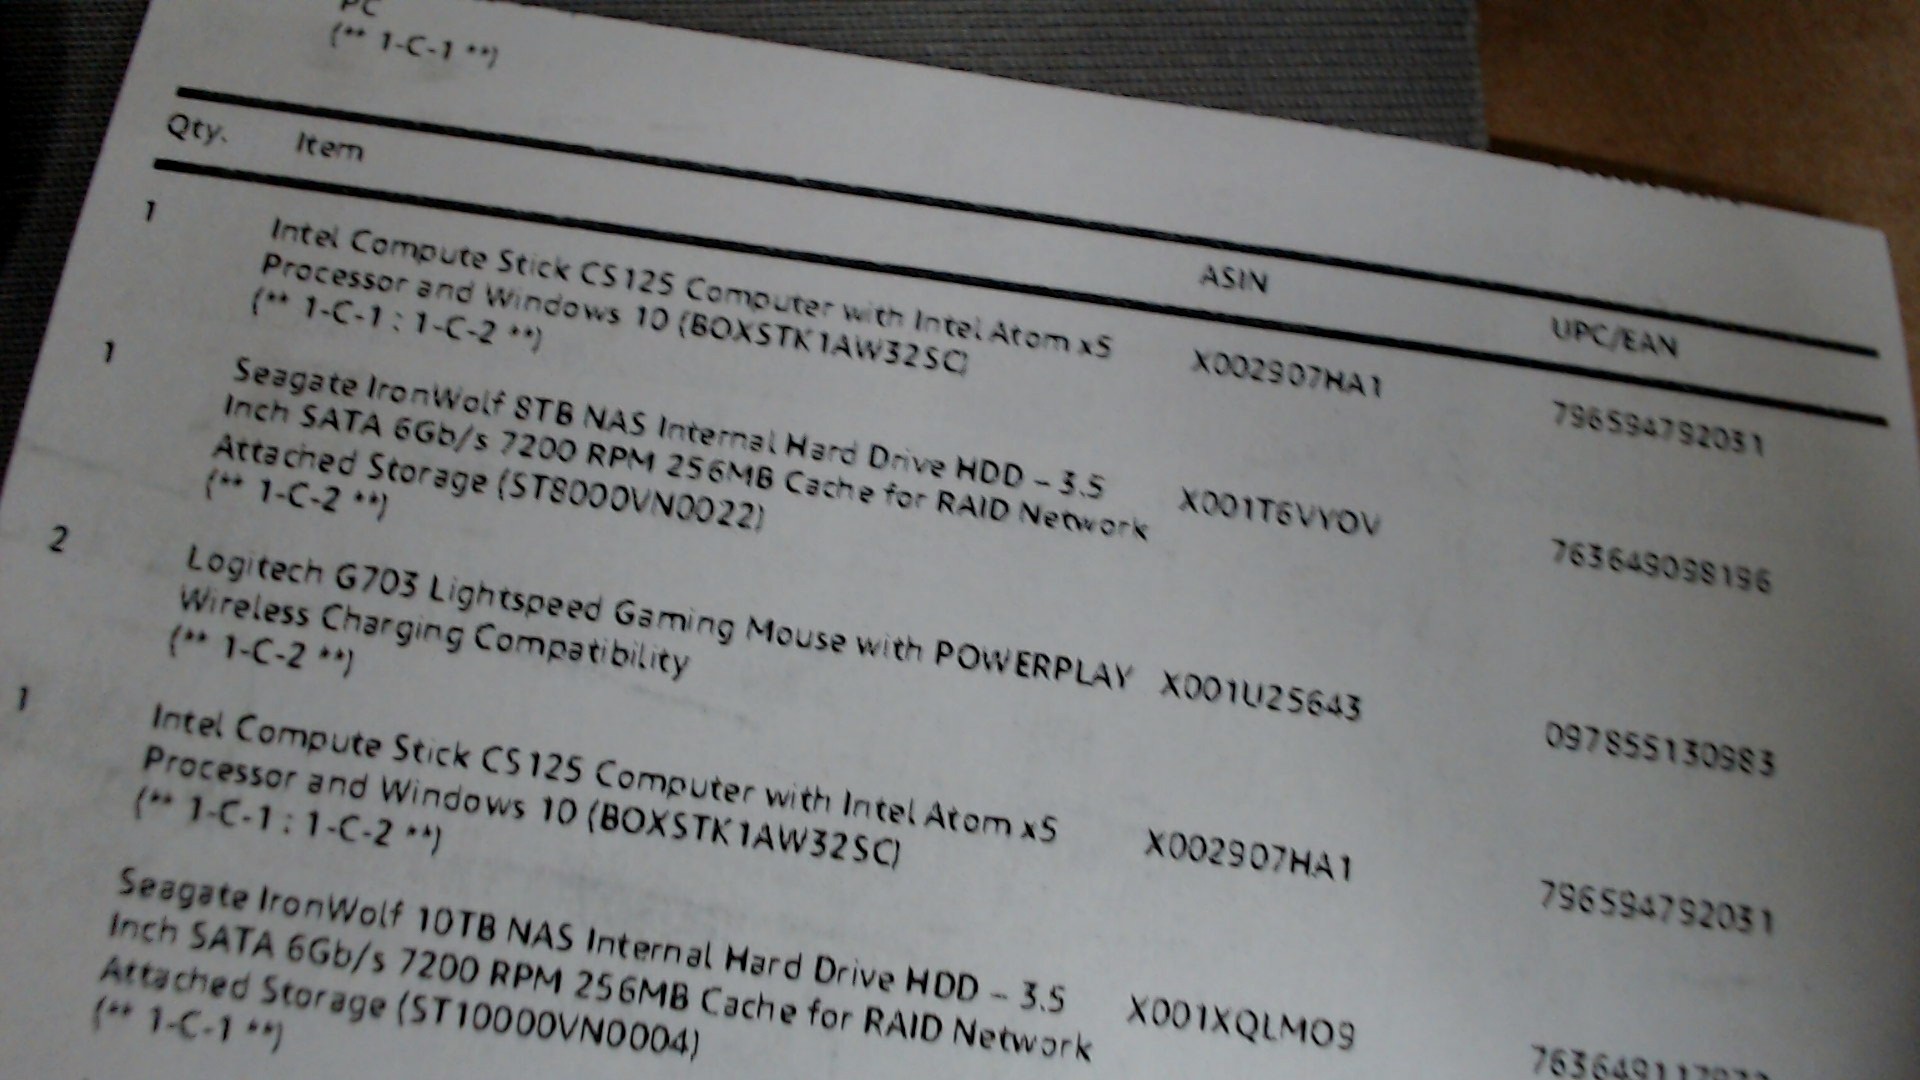 PC
(** 1-C-1 **)
Qty. Item ASIN UPC/EAN
1 Intel Compute Stick CS125 Computer with Intel Atom x5 X002907HA1 796594792031
Processor and Windows 10 (BOXSTK1AW32SC)
(** 1-C-1 : 1-C-2 **)
1 Seagate IronWolf 8TB NAS Internal Hard Drive HDD – 3.5 X001T6VYOV 763649098196
Inch SATA 6Gb/s 7200 RPM 256MB Cache for RAID Network
Attached Storage (ST8000VN0022)
(** 1-C-2 **)
2 Logitech G703 Lightspeed Gaming Mouse with POWERPLAY X001U25643 097855130983
Wireless Charging Compatibility
(** 1-C-2 **)
1 Intel Compute Stick CS125 Computer with Intel Atom x5 X002907HA1 796594792031
Processor and Windows 10 (BOXSTK1AW32SC)
(** 1-C-1 : 1-C-2 **)
Seagate IronWolf 10TB NAS Internal Hard Drive HDD – 3.5 X001XQLMO9
Inch SATA 6Gb/s 7200 RPM 256MB Cache for RAID Network
Attached Storage (ST10000VN0004)
(** 1-C-1 **)